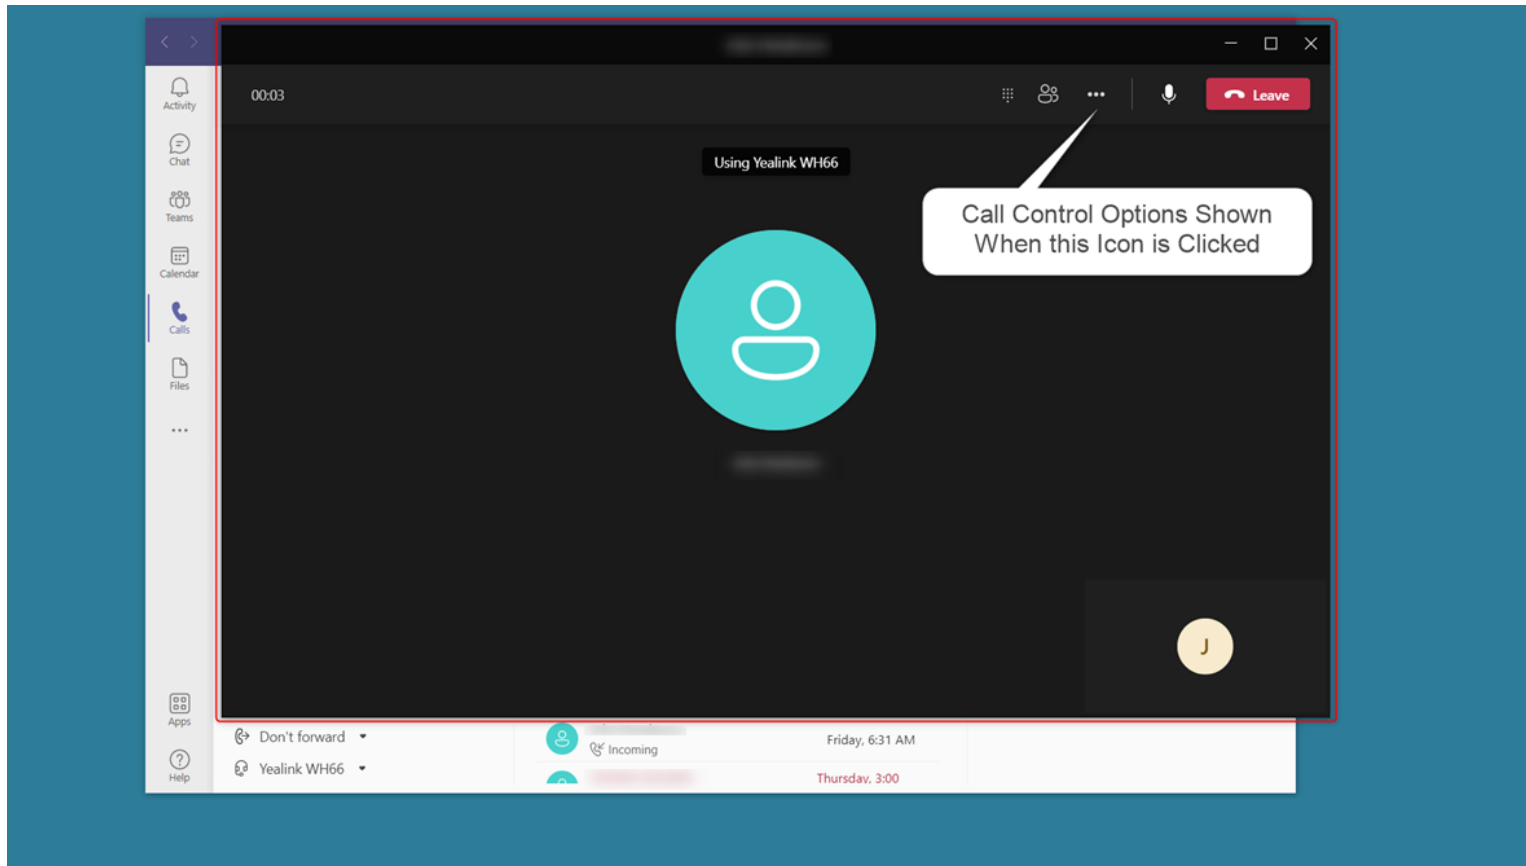 Activity
Chat
Teams
Calendar
Calls
Files
Apps
Help
00:03
Leave
Using Yealink WH66
Call Control Options Shown
When this Icon is Clicked
J
Don't forward
Yealink WH66
Incoming
Friday, 6:31 AM
Thursday, 3:00